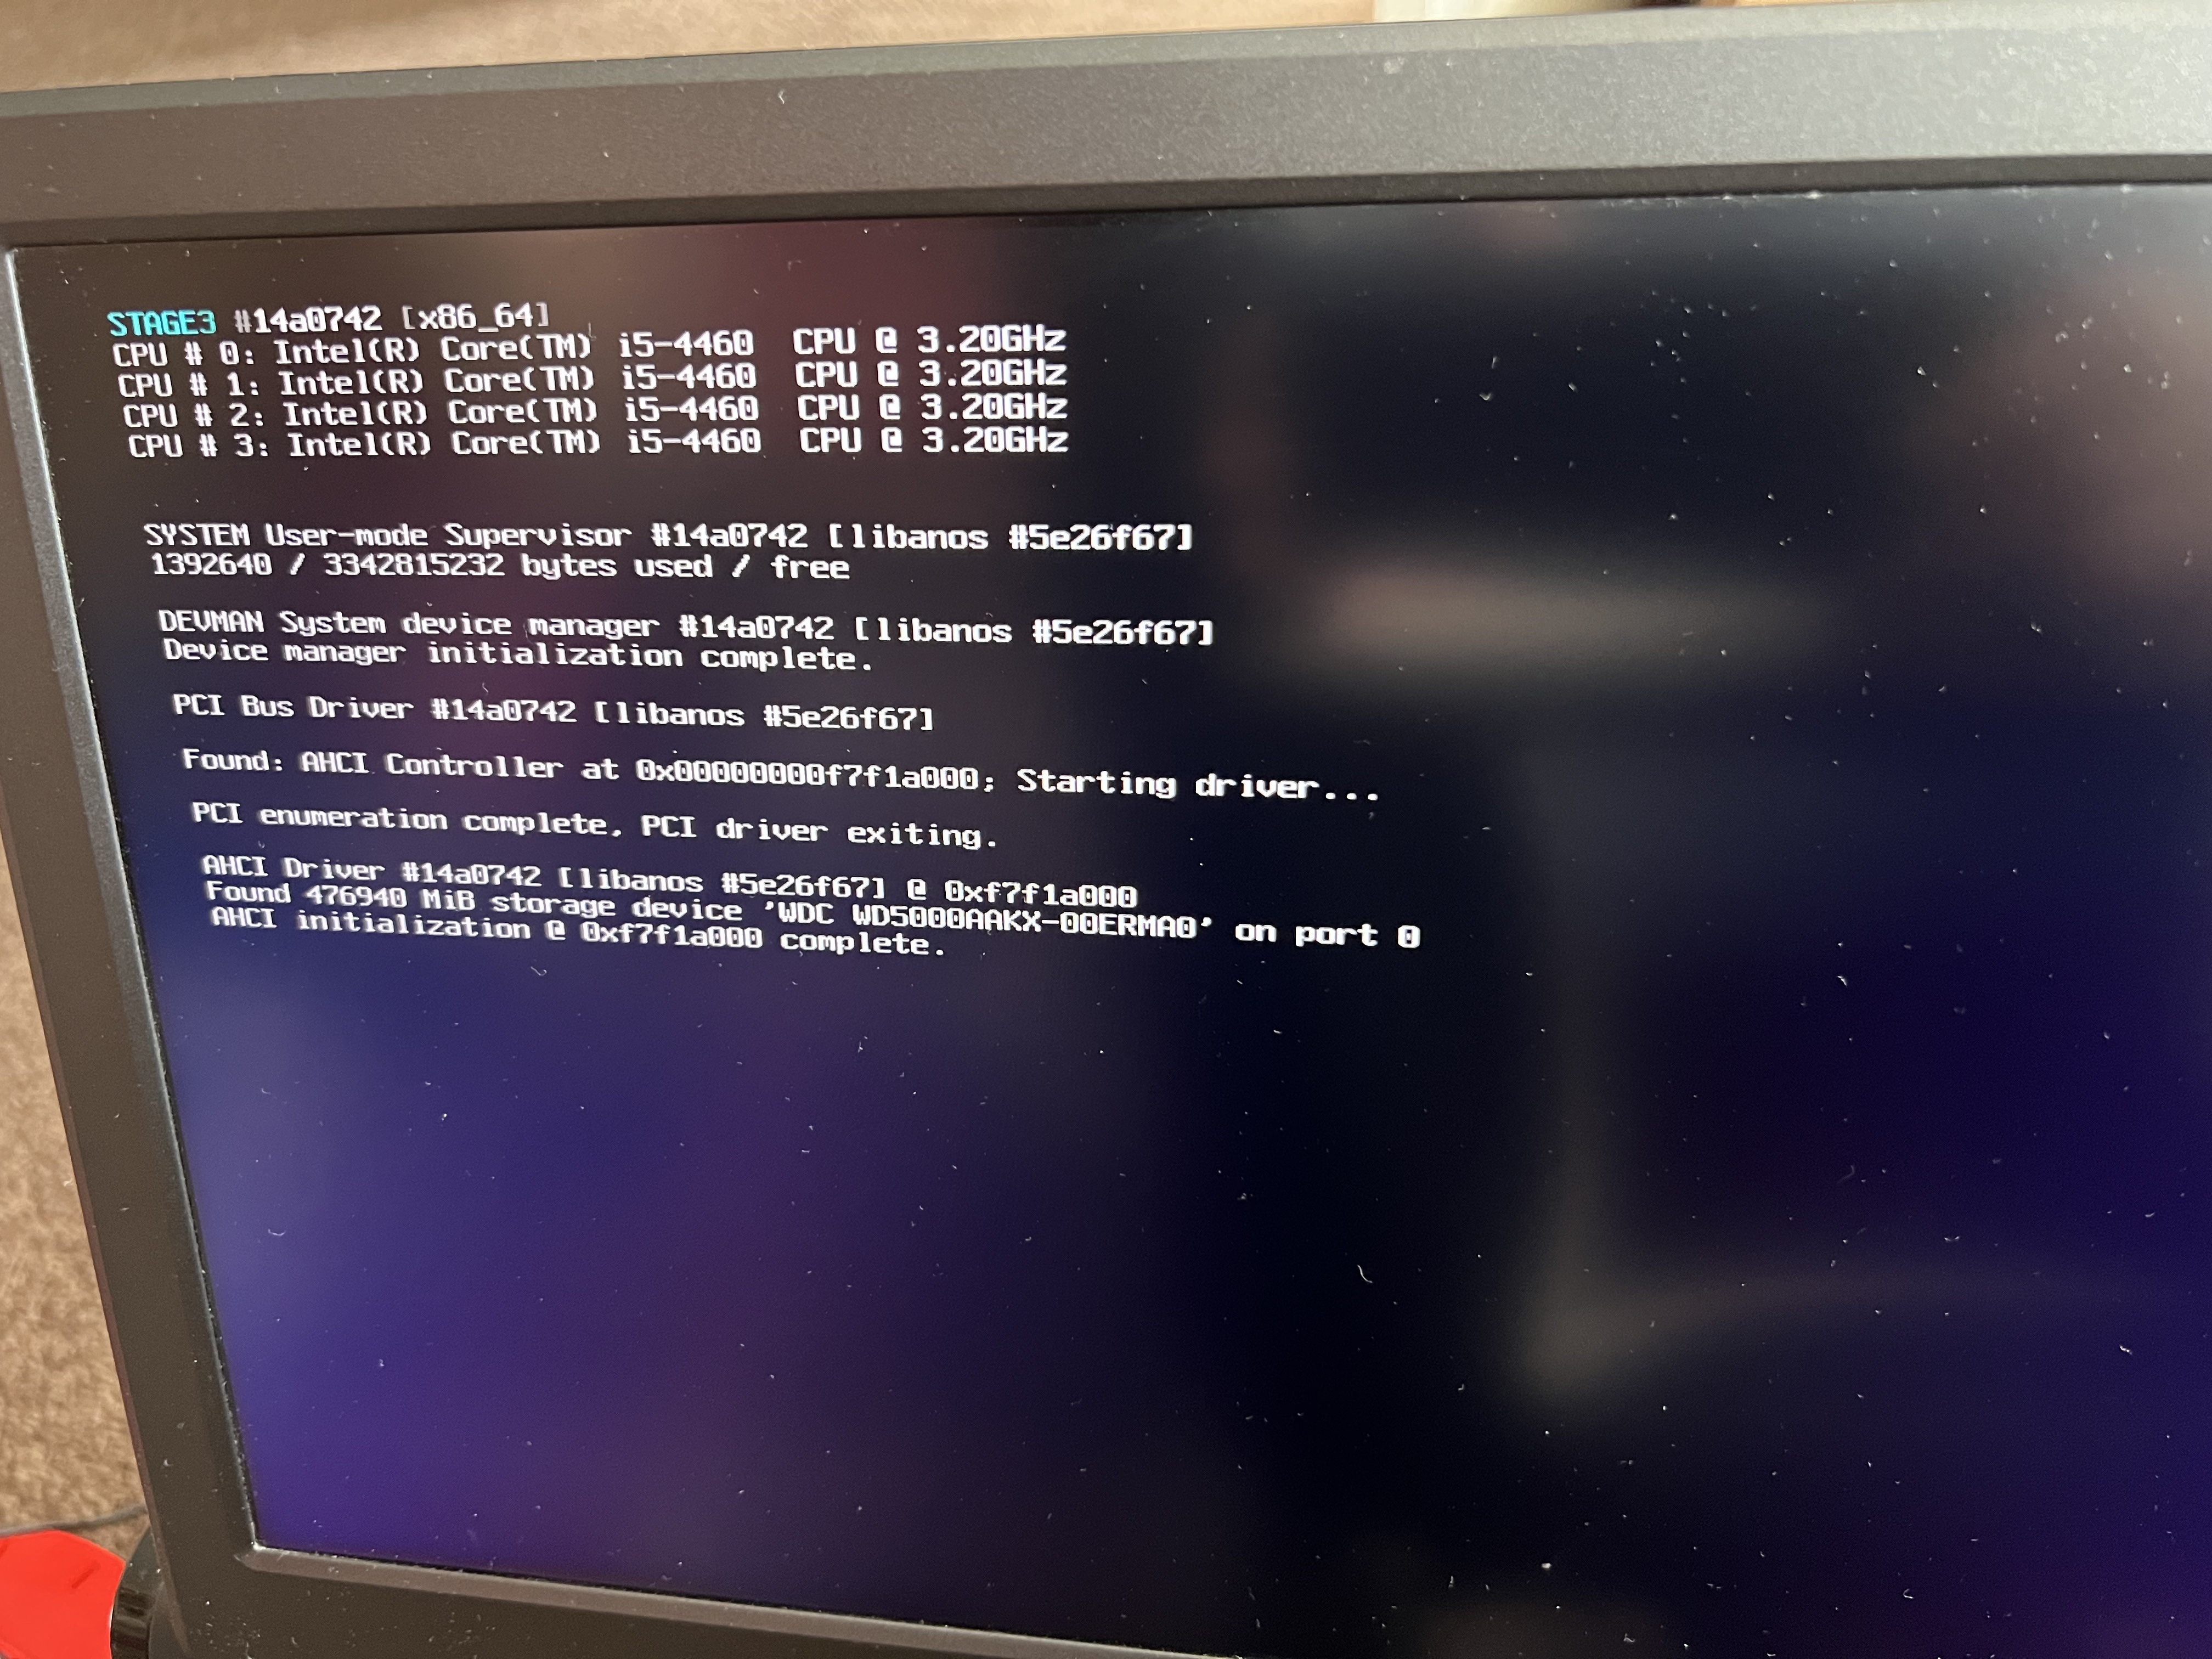 STAGE3 #14a0742 [x86_64]
CPU # 0: Intel(R) Core(TM) i5-4460  CPU @ 3.20GHz
CPU # 1: Intel(R) Core(TM) i5-4460  CPU @ 3.20GHz
CPU # 2: Intel(R) Core(TM) i5-4460  CPU @ 3.20GHz
CPU # 3: Intel(R) Core(TM) i5-4460  CPU @ 3.20GHz
SYSTEM User-mode Supervisor #14a0742 [libanos #5e26f67]
1392640 / 3342815232 bytes used / free
DEVMAN System device manager #14a0742 [libanos #5e26f67]
Device manager initialization complete.
PCI Bus Driver #14a0742 [libanos #5e26f67]
Found: AHCI Controller at 0x00000000f7f1a000; Starting driver...
PCI enumeration complete, PCI driver exiting.
AHCI Driver #14a0742 [libanos #5e26f67] @ 0xf7f1a000
Found 476940 MiB storage device 'WDC WD5000AAKX-00ERMA0' on port 0
AHCI initialization @ 0xf7f1a000 complete.